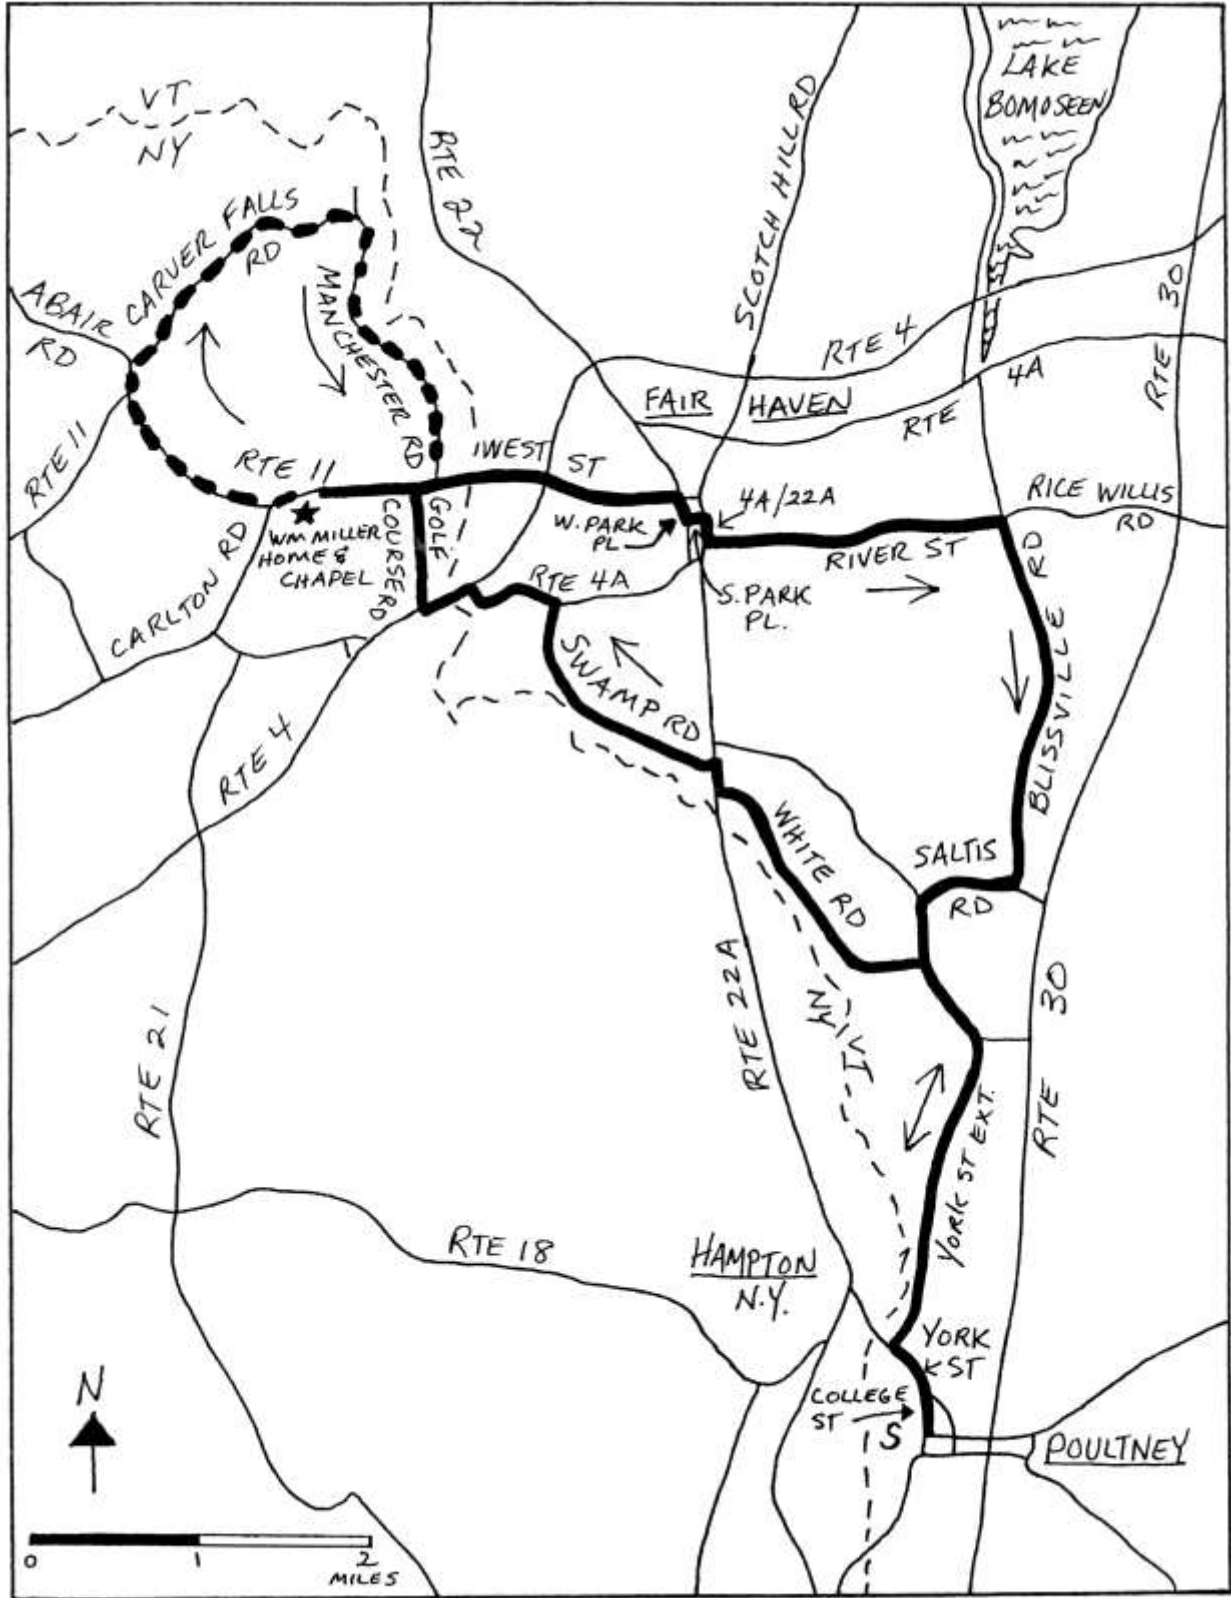 VT
NY
RTE 22
SCOTCH HILL RD
LAKE
BOMOSEEN
CARVER FALLS
RD
ABAIR
RD
MANCHESTER RD
RTE 4
RTE 30
FAIR HAVEN
RTE 4A
RTE 11
RTE 11
WEST ST
4A/22A
RICE WILLIS
RD
W. PARK
PL
RIVER ST
WM MILLER
HOME &
CHAPEL
GOLF
COURSE RD
RTE 4A
S. PARK
PL.
CARLTON RD
SWAMP RD
BLISSVILLE RD
RTE 4
WHITE RD
SALTIS
RD
RTE 22A
NY
VT
RTE 30
RTE 21
YORK ST EXT.
RTE 18
HAMPTON
N.Y.
YORK
ST
COLLEGE
ST
S
POULTNEY
N
0 1 2
MILES